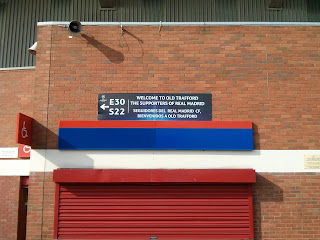 E30
S22
WELCOME TO OLD TRAFFORD
THE SUPPORTERS OF REAL MADRID
SEGUIDORES DEL REAL MADRID CF,
BIENVENIDOS A OLD TRAFFORD